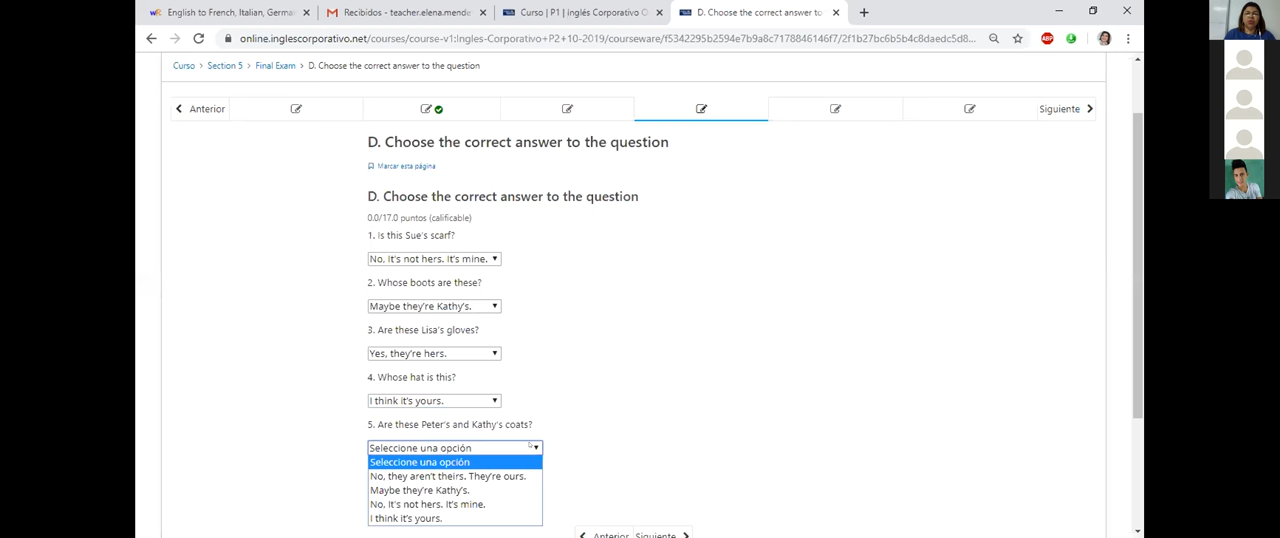 English to French, Italian, German
Recibidos - teacher.elena.mende
Curso | P1 | inglés Corporativo O
D. Choose the correct answer to
online.inglescorporativo.net/courses/course-v1:Ingles-Corporativo+P1+10-2019/courseware/f5342295b2594e7b9a8c7178846146f7/2f1b27bc6b5b4c8daedc5d8...
Curso > Section 5 > Final Exam > D. Choose the correct answer to the question
Anterior
Siguiente
D. Choose the correct answer to the question
Marcar esta página
D. Choose the correct answer to the question
0.0/17.0 puntos (calificable)
1. Is this Sue's scarf?
No, It's not hers. It's mine.
2. Whose boots are these?
Maybe they're Kathy's.
3. Are these Lisa's gloves?
Yes, they're hers.
4. Whose hat is this?
I think it's yours.
5. Are these Peter's and Kathy's coats?
Seleccione una opción
Seleccione una opción
No, they aren't theirs. They're ours.
Maybe they're Kathy's.
No, It's not hers. It's mine.
I think it's yours.
Anterior Siguiente
ABP